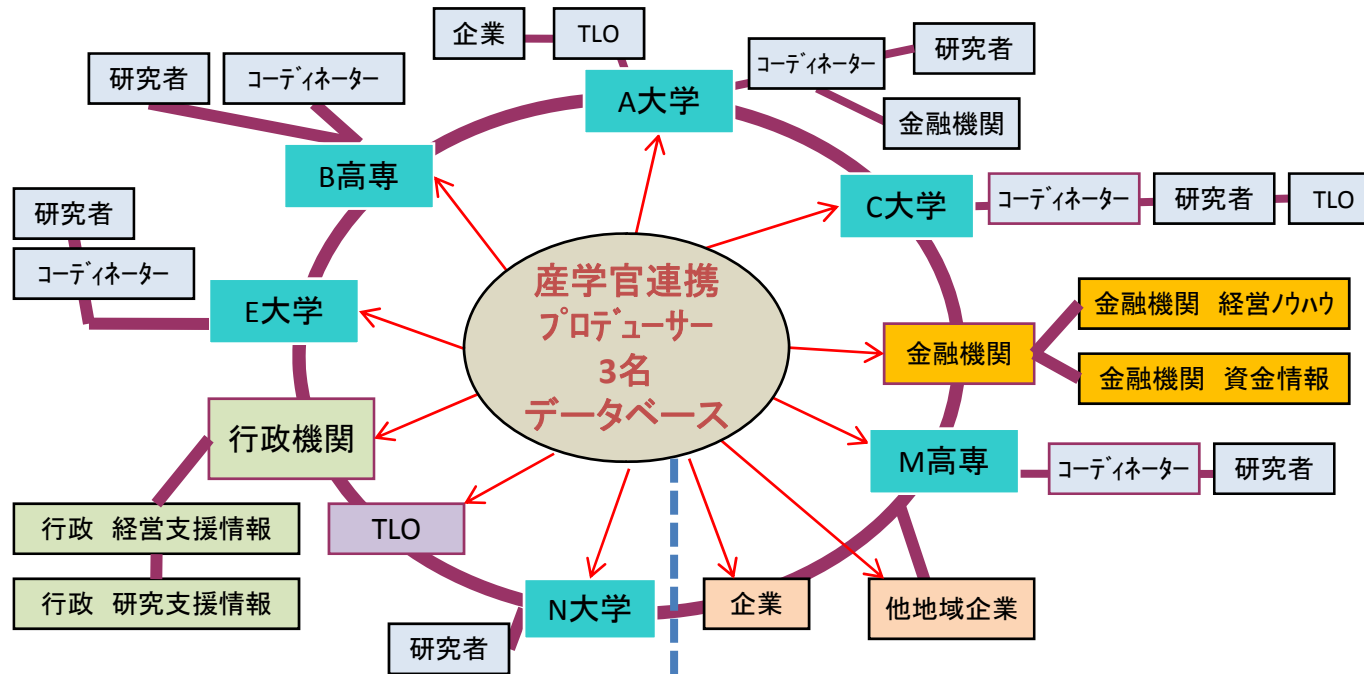 企業
TLO
研究者
コーディネーター
A大学
コーディネーター
研究者
金融機関
B高専
C大学
コーディネーター
研究者
TLO
研究者
コーディネーター
E大学
産学官連携
プロデューサー
3名
データベース
金融機関
金融機関 経営ノウハウ
金融機関 資金情報
行政機関
M高専
コーディネーター
研究者
行政 経営支援情報
行政 研究支援情報
TLO
N大学
研究者
企業
他地域企業